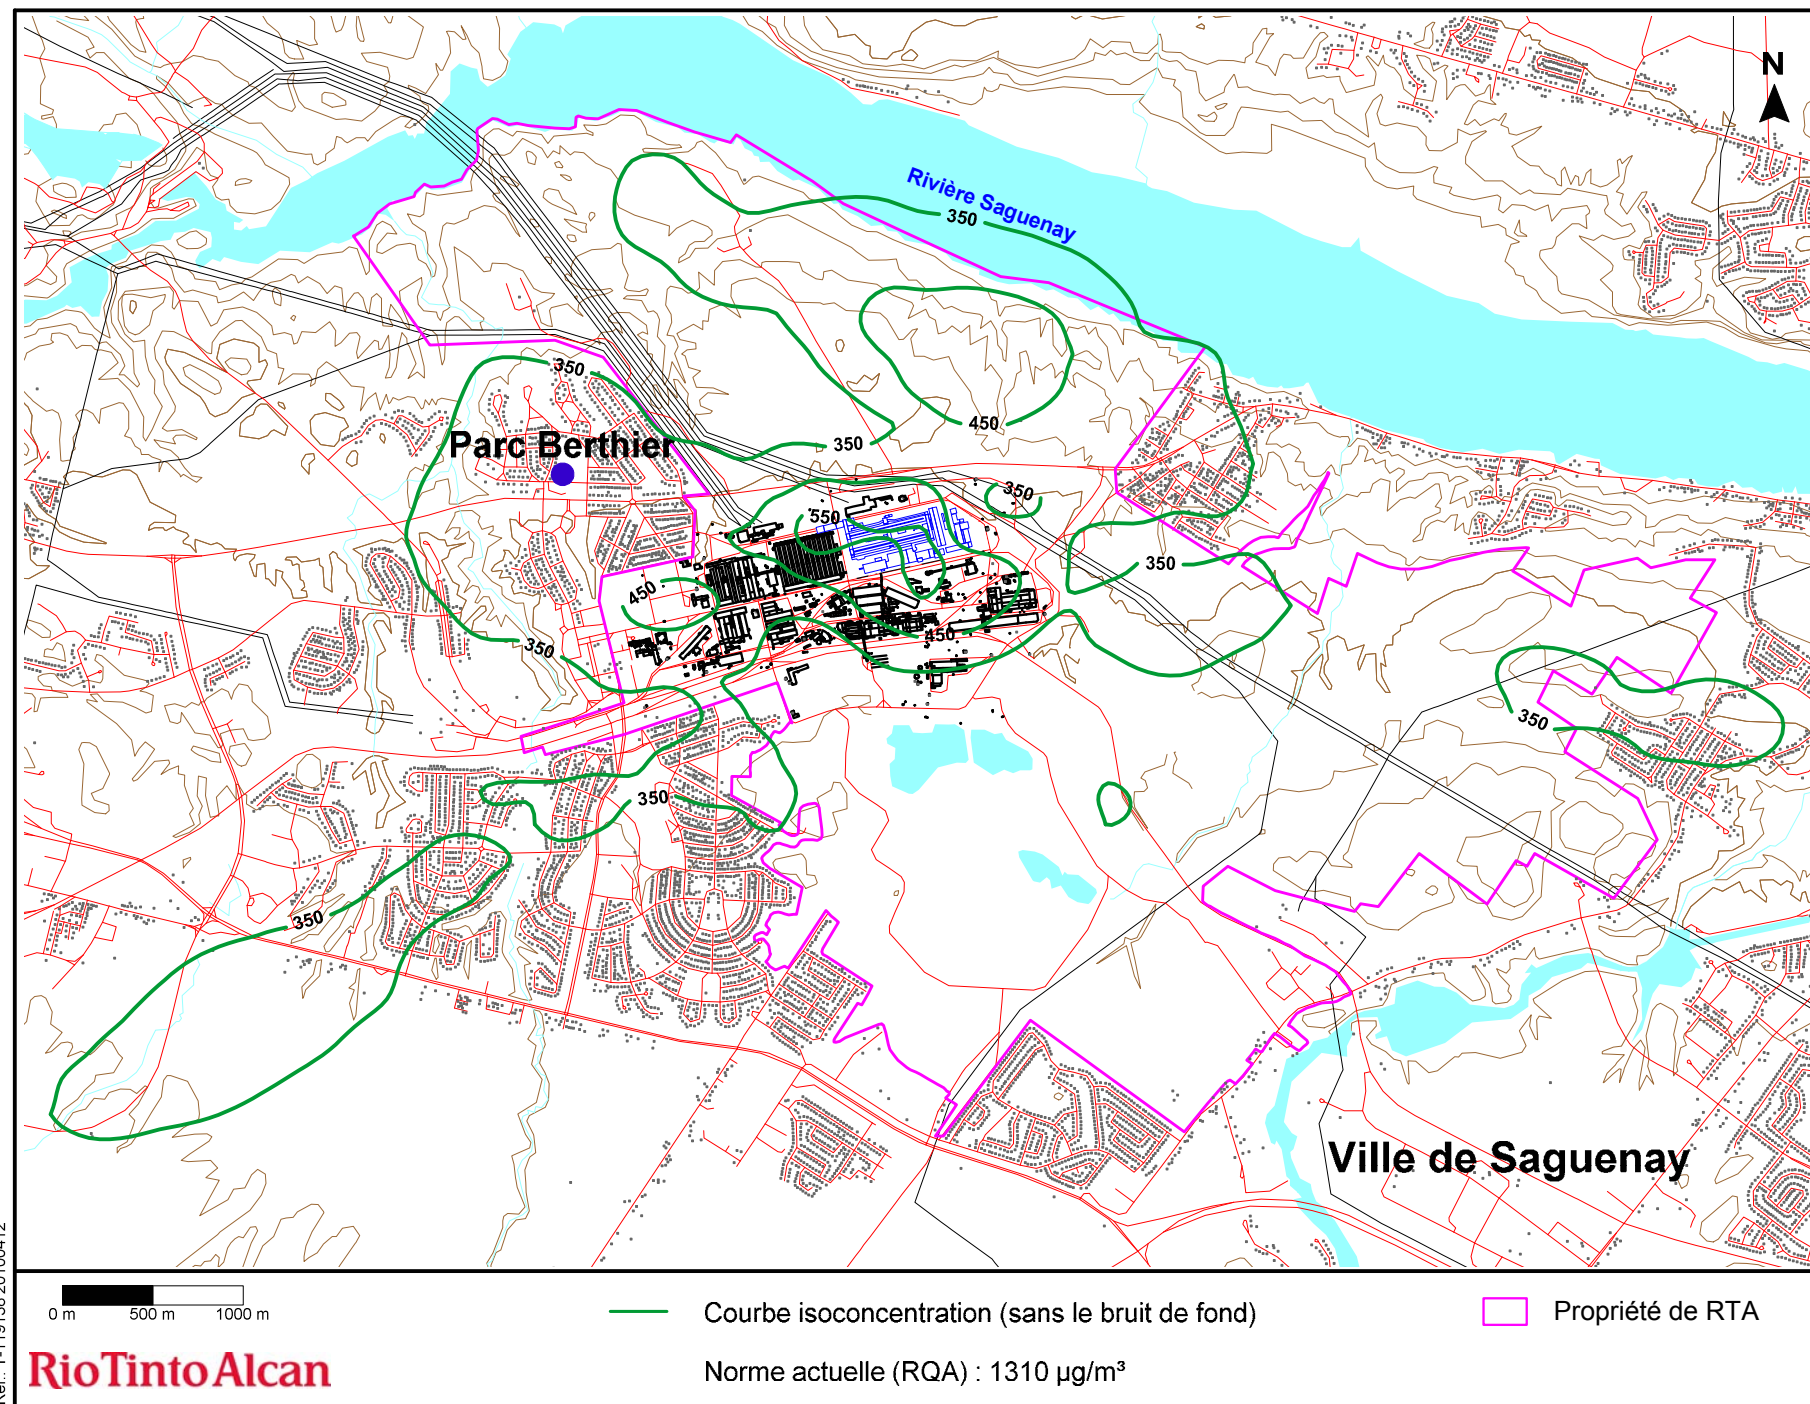 N
Rivière Saguenay
350
350
450
350
Parc Berthier
350
550
350
450
450
350
350
350
350
Ville de Saguenay
0 m 500 m 1000 m
Courbe isoconcentration (sans le bruit de fond)
Propriété de RTA
RioTintoAlcan
Norme actuelle (RQA) : 1310 µg/m³